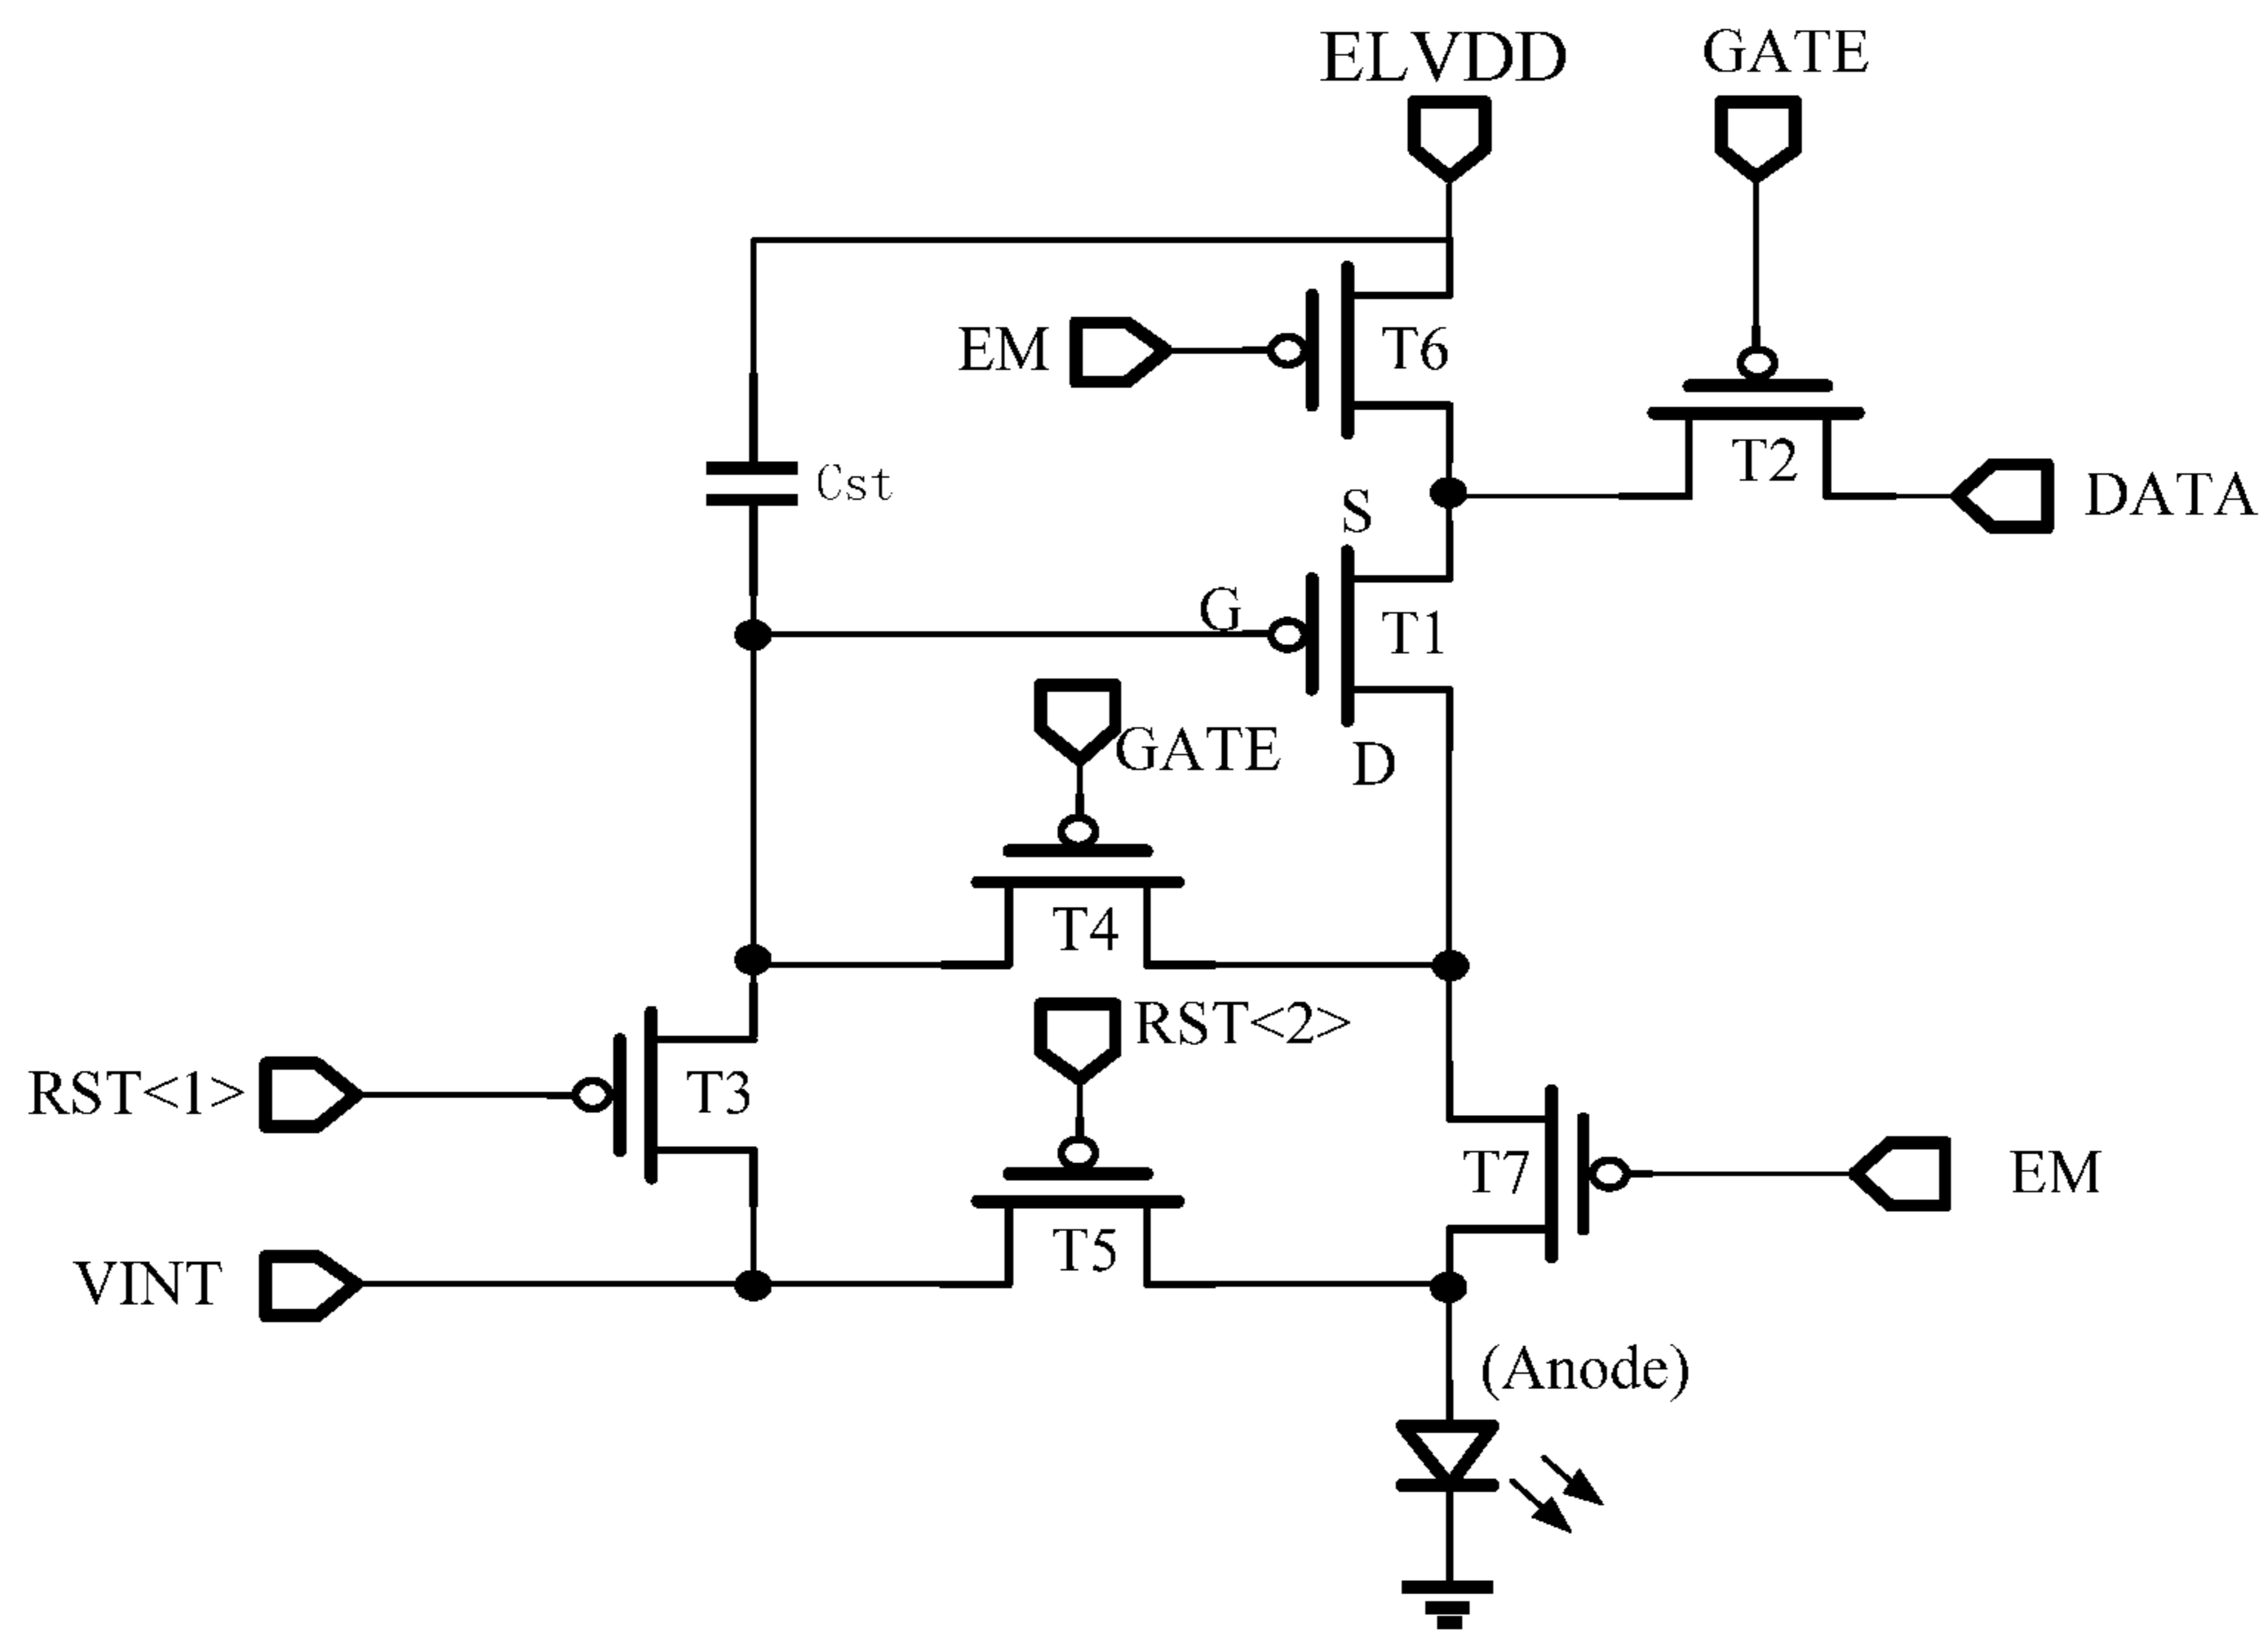 ELVDD
GATE
EM
T6
T2
Cst
S
DATA
G
T1
GATE
D
T4
RST<2>
RST<1>
T3
T7
EM
T5
VINT
(Anode)